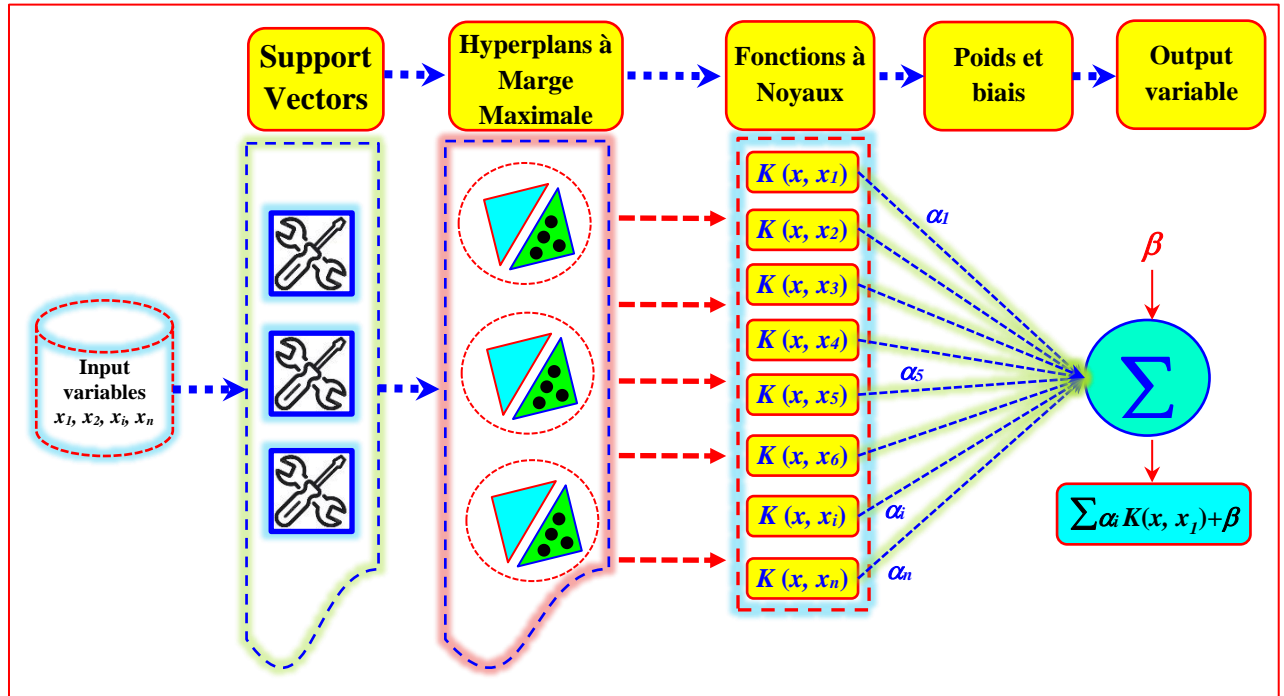 Support
Vectors
Hyperplans à
Marge
Maximale
Fonctions à
Noyaux
Poids et
biais
Output
variable
Input
variables
x1, x2, xi, xn
K (x, x1)
K (x, x2)
K (x, x3)
K (x, x4)
K (x, x5)
K (x, x6)
K (x, xi)
K (x, xn)
α1
α5
αi
αn
β
∑
∑αi K(x, x1)+β